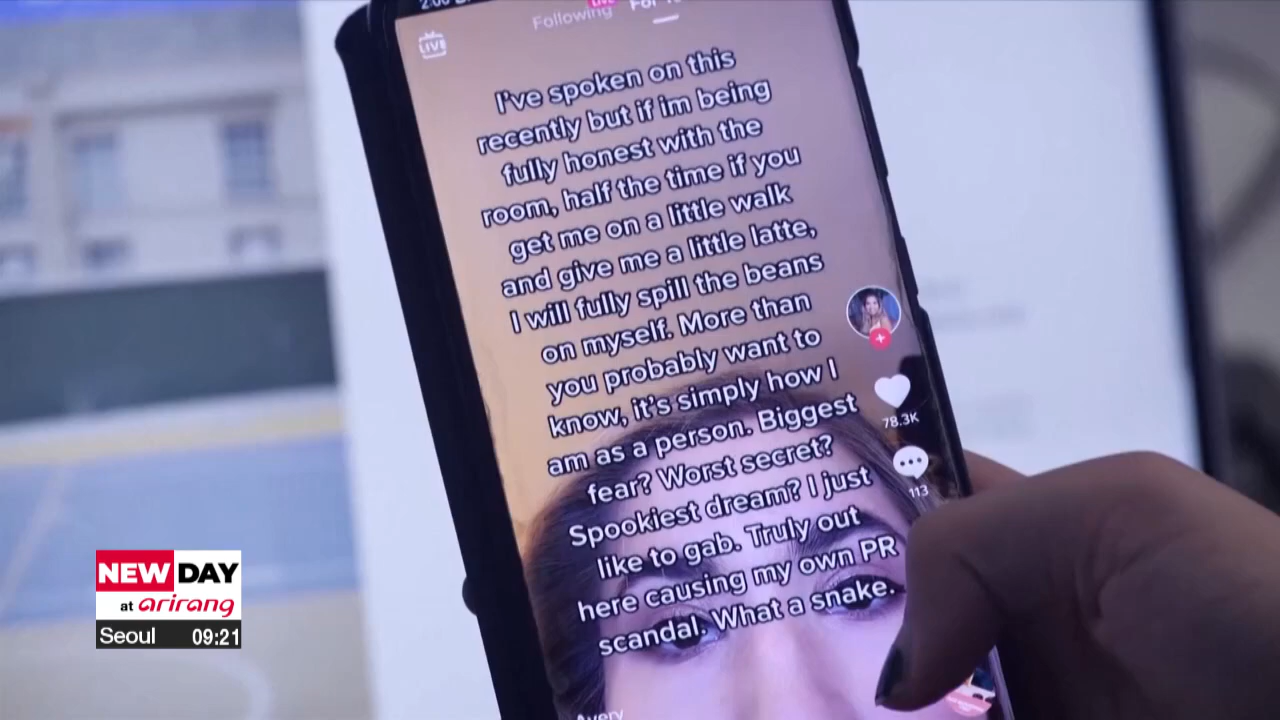 Following
LIVE
For
LIVE
I've spoken on this
recently but if im being
fully honest with the
room, half the time if you
get me on a little walk
and give me a little latte,
I will fully spill the beans
on myself. More than
you probably want to
know, it's simply how I
am as a person. Biggest
fear? Worst secret?
Spookiest dream? I just
like to gab. Truly out
here causing my own PR
scandal. What a snake.
78.3K
113
Avery
NEW DAY
at arirang
Seoul 09:21